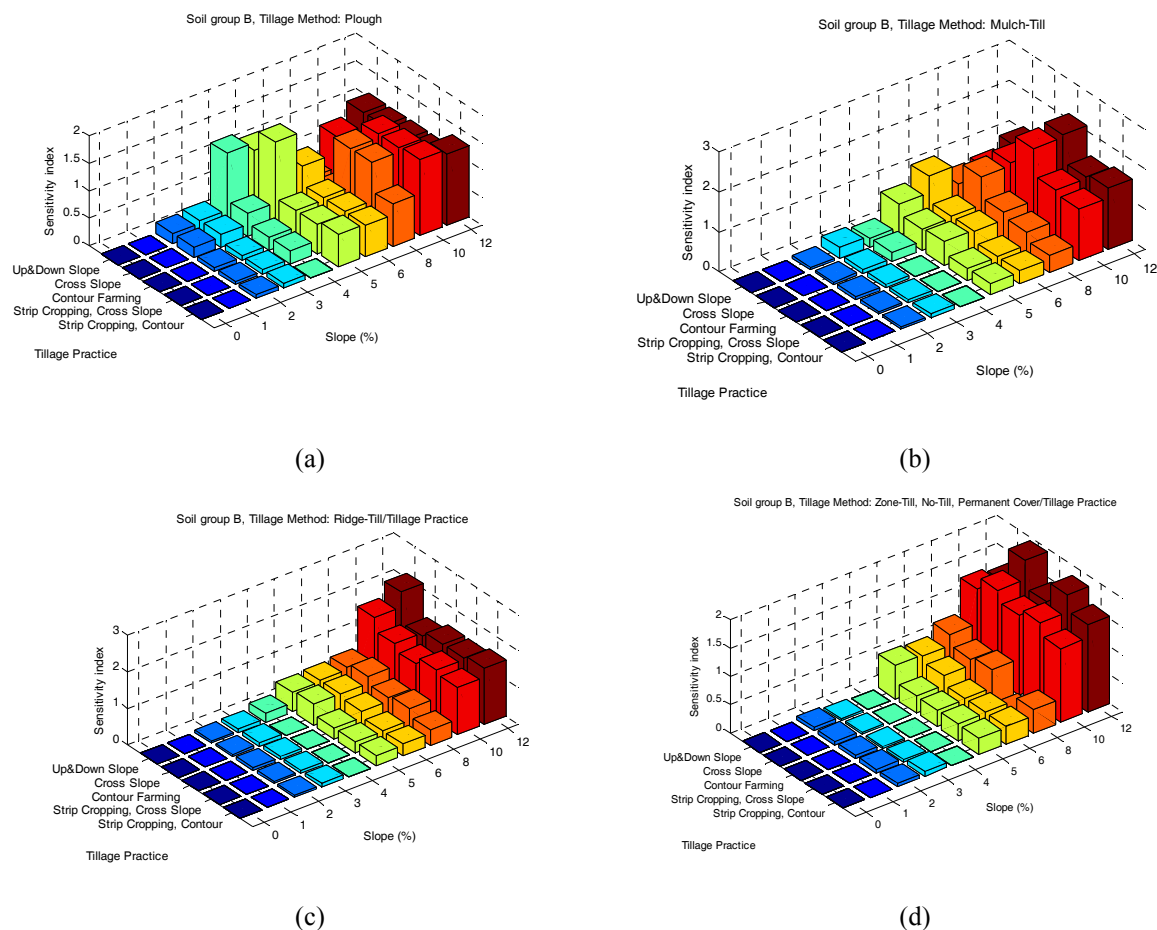 Soil group B, Tillage Method: Plough
2
1.5
1
0.5
0
Sensitivity index
Up&Down Slope
Cross Slope
Contour Farming
Strip Cropping, Cross Slope
Strip Cropping, Contour
Tillage Practice
0
1
2
3
4
5
6
8
10
12
Slope (%)
(a)
Soil group B, Tillage Method: Mulch-Till
3
2
1
0
Sensitivity index
Up&Down Slope
Cross Slope
Contour Farming
Strip Cropping, Cross Slope
Strip Cropping, Contour
Tillage Practice
0
1
2
3
4
5
6
8
10
12
Slope (%)
(b)
Soil group B, Tillage Method: Ridge-Till/Tillage Practice
3
2
1
0
Sensitivity index
Up&Down Slope
Cross Slope
Contour Farming
Strip Cropping, Cross Slope
Strip Cropping, Contour
Tillage Practice
0
1
2
3
4
5
6
8
10
12
Slope (%)
(c)
Soil group B, Tillage Method: Zone-Till, No-Till, Permanent Cover/Tillage Practice
2
1.5
1
0.5
0
Sensitivity index
Up&Down Slope
Cross Slope
Contour Farming
Strip Cropping, Cross Slope
Strip Cropping, Contour
Tillage Practice
0
1
2
3
4
5
6
8
10
12
Slope (%)
(d)